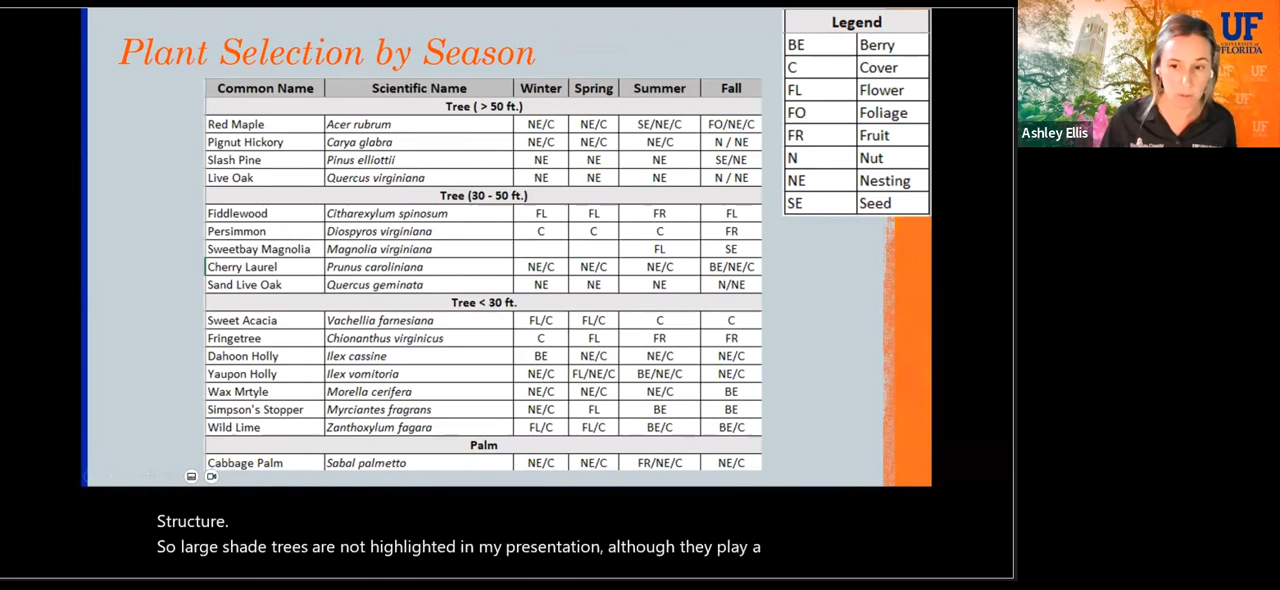 Plant Selection by Season
Common Name Scientific Name Winter Spring Summer Fall
Tree ( > 50 ft.)
Red Maple Acer rubrum NE/C NE/C SE/NE/C FO/NE/C
Pignut Hickory Carya glabra NE/C NE/C NE/C N / NE
Slash Pine Pinus elliottii NE NE NE SE/NE
Live Oak Quercus virginiana NE NE NE N / NE
Tree (30 - 50 ft.)
Fiddlewood Citharexylum spinosum FL FL FR FL
Persimmon Diospyros virginiana C C C FR
Sweetbay Magnolia Magnolia virginiana FL SE
Cherry Laurel Prunus caroliniana NE/C NE/C NE/C BE/NE/C
Sand Live Oak Quercus geminata NE NE NE N/NE
Tree < 30 ft.
Sweet Acacia Vachellia farnesiana FL/C FL/C C C
Fringetree Chionanthus virginicus C FL FR FR
Dahoon Holly Ilex cassine BE NE/C NE/C NE/C
Yaupon Holly Ilex vomitoria NE/C FL/NE/C BE/NE/C NE/C
Wax Mrtyle Morella cerifera NE/C NE/C NE/C BE
Simpson's Stopper Myrciantes fragrans NE/C FL BE BE
Wild Lime Zanthoxylum fagara FL/C FL/C BE/C BE/C
Palm
Cabbage Palm Sabal palmetto NE/C NE/C FR/NE/C NE/C
Legend
BE Berry
C Cover
FL Flower
FO Foliage
FR Fruit
N Nut
NE Nesting
SE Seed
UF
UNIVERSITY of
FLORIDA
Ashley Ellis
Structure.
So large shade trees are not highlighted in my presentation, although they play a